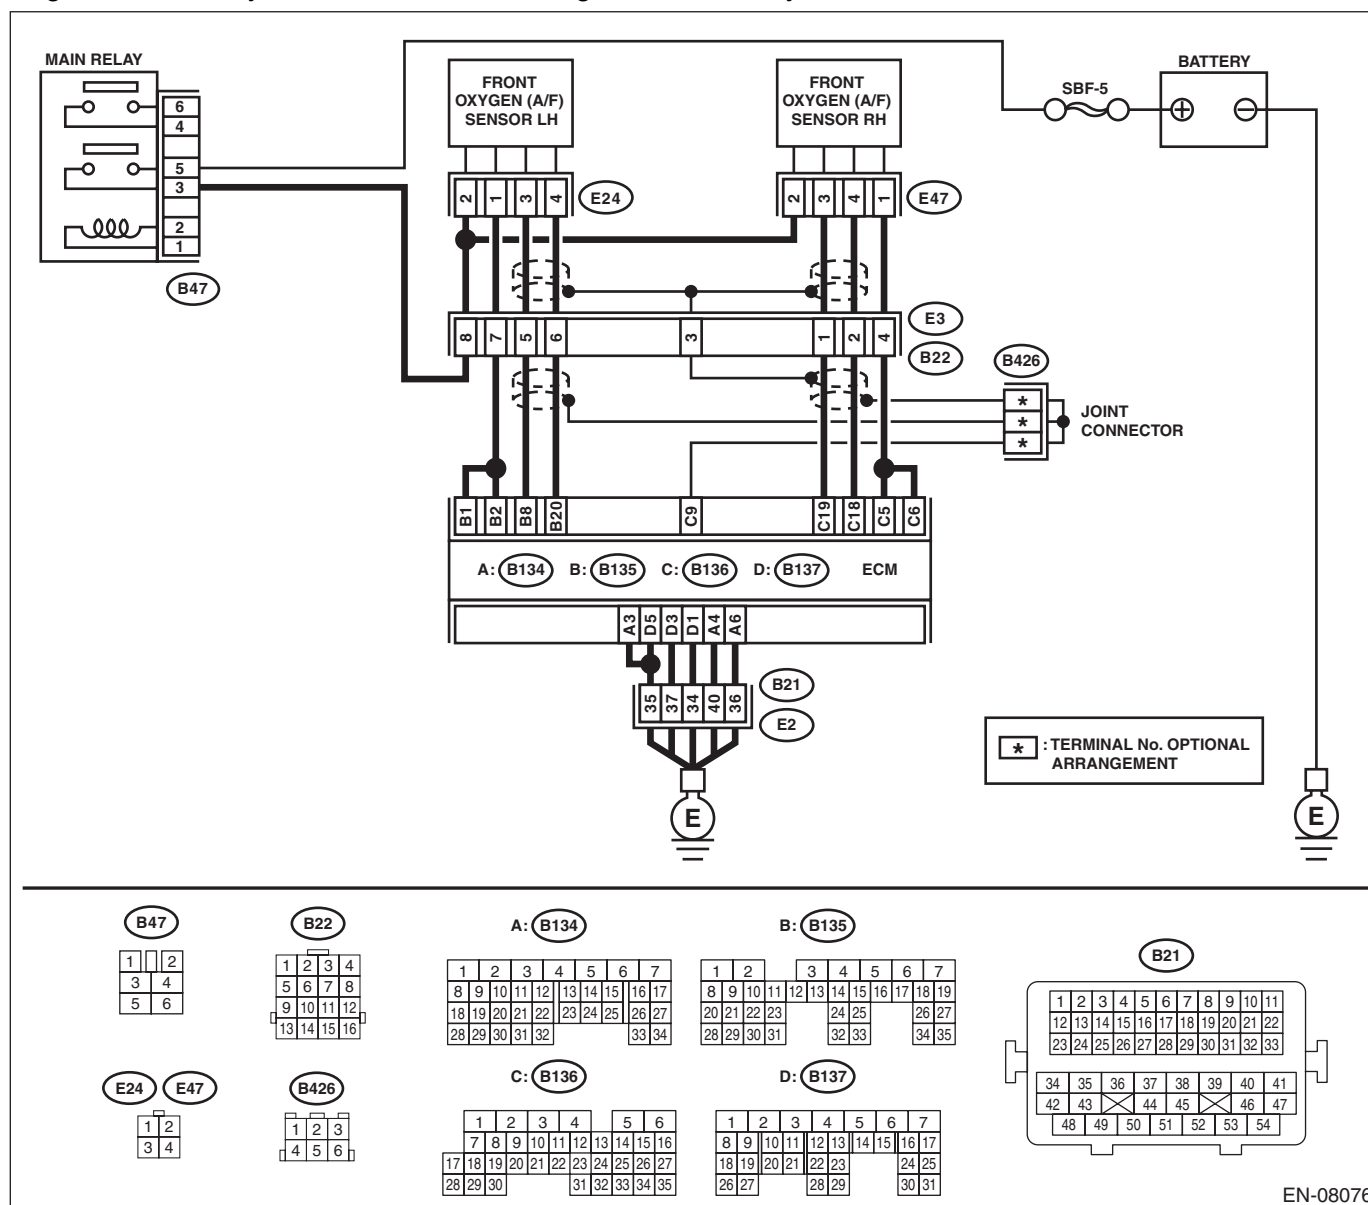 MAIN RELAY
6
4
5
3
2
1
B47
FRONT
OXYGEN (A/F)
SENSOR LH
2 1 3 4
E24
FRONT
OXYGEN (A/F)
SENSOR RH
2 3 4 1
E47
SBF-5
BATTERY
+ −
8 7 5 6 3 1 2 4
E3
B22
B426
*
*
*
JOINT
CONNECTOR
B1 B2 B8 B20 C9 C19 C18 C5 C6
A: B134 B: B135 C: B136 D: B137 ECM
A3 D5 D3 D1 A4 A6
35 37 34 40 36
B21
E2
E
* : TERMINAL No. OPTIONAL
ARRANGEMENT
E
B47
1 2
3 4
5 6
B22
1 2 3 4
5 6 7 8
9 10 11 12
13 14 15 16
A: B134
1 2 3 4 5 6 7
8 9 10 11 12 13 14 15 16 17
18 19 20 21 22 23 24 25 26 27
28 29 30 31 32 33 34
B: B135
1 2 3 4 5 6 7
8 9 10 11 12 13 14 15 16 17 18 19
20 21 22 23 24 25 26 27
28 29 30 31 32 33 34 35
B21
1 2 3 4 5 6 7 8 9 10 11
12 13 14 15 16 17 18 19 20 21 22
23 24 25 26 27 28 29 30 31 32 33
34 35 36 37 38 39 40 41
42 43 44 45 46 47
48 49 50 51 52 53 54
E24 E47
1 2
3 4
B426
1 2 3
4 5 6
C: B136
1 2 3 4 5 6
7 8 9 10 11 12 13 14 15 16
17 18 19 20 21 22 23 24 25 26 27
28 29 30 31 32 33 34 35
D: B137
1 2 3 4 5 6 7
8 9 10 11 12 13 14 15 16 17
18 19 20 21 22 23 24 25
26 27 28 29 30 31
EN-08076